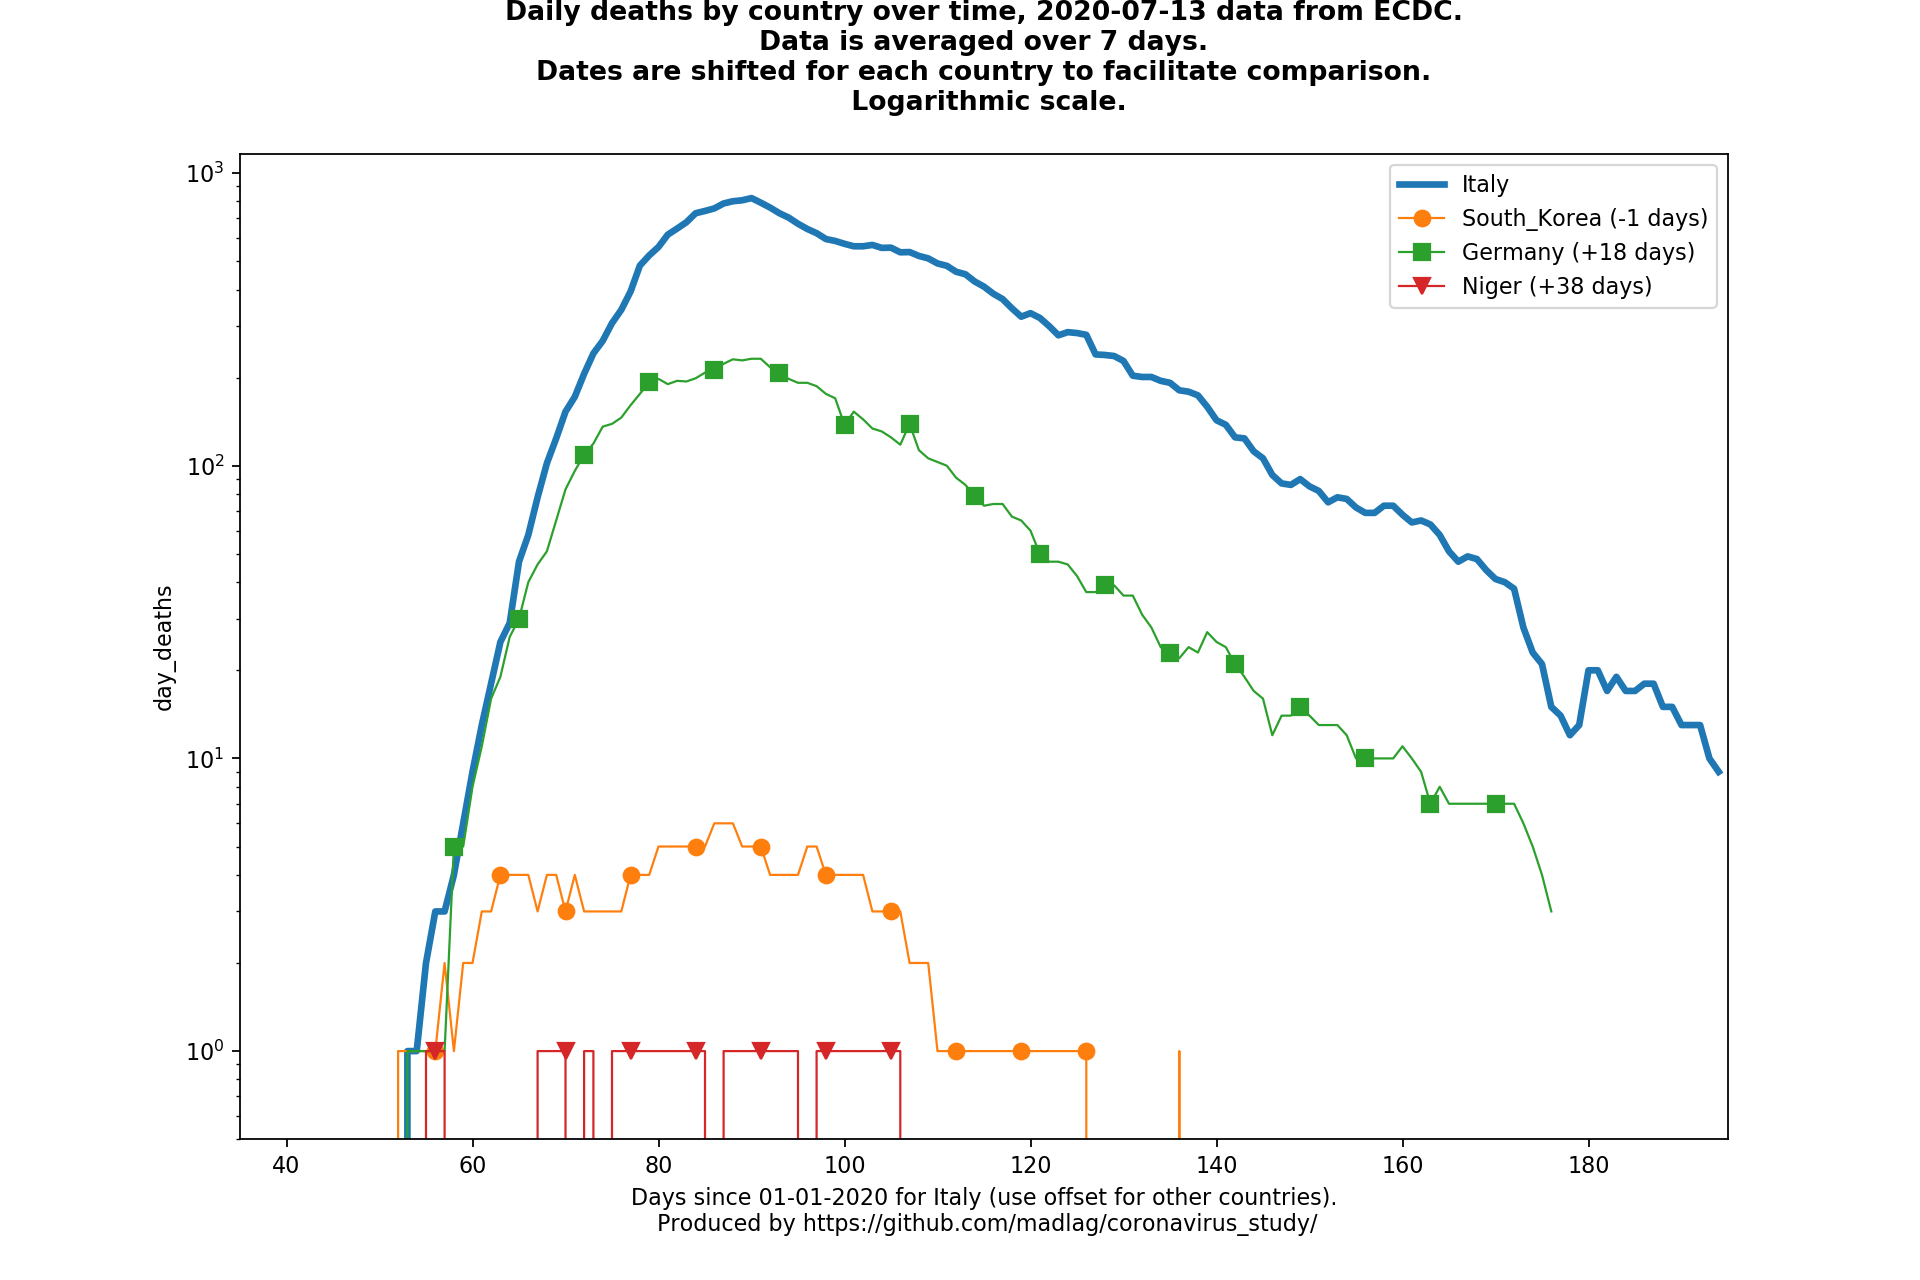 Daily deaths by country over time, 2020-07-13 data from ECDC.
Data is averaged over 7 days.
Dates are shifted for each country to facilitate comparison.
Logarithmic scale.
10³
10²
10¹
10⁰
day_deaths
Italy
South_Korea (-1 days)
Germany (+18 days)
Niger (+38 days)
40 60 80 100 120 140 160 180
Days since 01-01-2020 for Italy (use offset for other countries).
Produced by https://github.com/madlag/coronavirus_study/